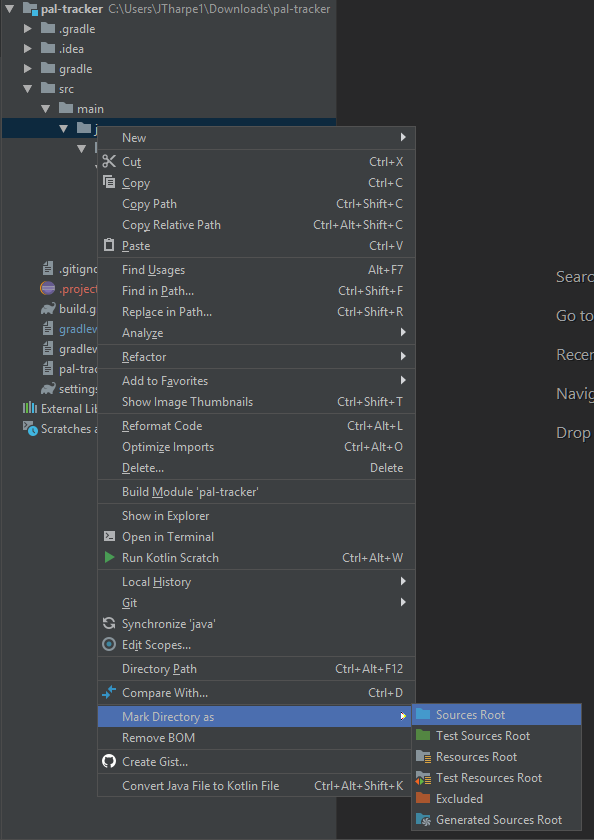 pal-tracker C:\Users\JTharpe1\Downloads\pal-tracker
.gradle
.idea
gradle
src
main
j
New
Cut Ctrl+X
Copy Ctrl+C
Copy Path Ctrl+Shift+C
Copy Relative Path Ctrl+Alt+Shift+C
Paste Ctrl+V
.gitigno Find Usages Alt+F7
.project Find in Path... Ctrl+Shift+F
build.g Replace in Path... Ctrl+Shift+R
gradlew Analyze
gradlew Refactor
pal-trac
Add to Favorites
settings
Show Image Thumbnails Ctrl+Shift+T
External Lib
Scratches a Reformat Code Ctrl+Alt+L
Optimize Imports Ctrl+Alt+O
Delete... Delete
Build Module 'pal-tracker'
Show in Explorer
Open in Terminal
Run Kotlin Scratch Ctrl+Alt+W
Local History
Git
Synchronize 'java'
Edit Scopes...
Directory Path Ctrl+Alt+F12
Compare With... Ctrl+D
Mark Directory as
Remove BOM
Create Gist...
Convert Java File to Kotlin File Ctrl+Alt+Shift+K
Sources Root
Test Sources Root
Resources Root
Test Resources Root
Excluded
Generated Sources Root
Searc
Go to
Recen
Navig
Drop